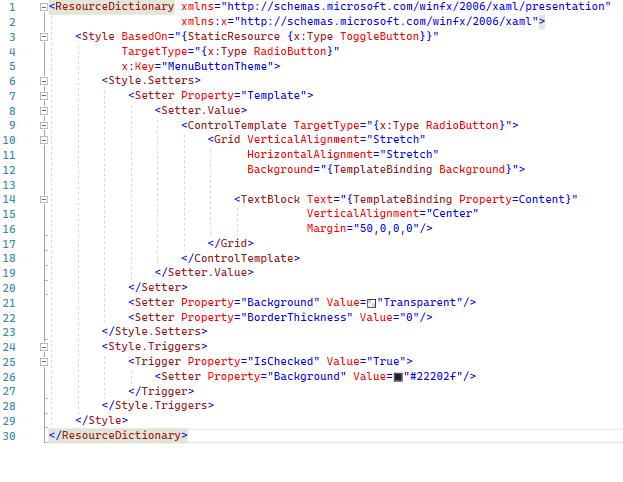 1 <ResourceDictionary xmlns="http://schemas.microsoft.com/winfx/2006/xaml/presentation"
2 xmlns:x="http://schemas.microsoft.com/winfx/2006/xaml">
3 <Style BasedOn="{StaticResource {x:Type ToggleButton}}"
4 TargetType="{x:Type RadioButton}"
5 x:Key="MenuButtonTheme">
6 <Style.Setters>
7 <Setter Property="Template">
8 <Setter.Value>
9 <ControlTemplate TargetType="{x:Type RadioButton}">
10 <Grid VerticalAlignment="Stretch"
11 HorizontalAlignment="Stretch"
12 Background="{TemplateBinding Background}">
13
14 <TextBlock Text="{TemplateBinding Property=Content}"
15 VerticalAlignment="Center"
16 Margin="50,0,0,0"/>
17 </Grid>
18 </ControlTemplate>
19 </Setter.Value>
20 </Setter>
21 <Setter Property="Background" Value="Transparent"/>
22 <Setter Property="BorderThickness" Value="0"/>
23 </Style.Setters>
24 <Style.Triggers>
25 <Trigger Property="IsChecked" Value="True">
26 <Setter Property="Background" Value="#22202f"/>
27 </Trigger>
28 </Style.Triggers>
29 </Style>
30 </ResourceDictionary>